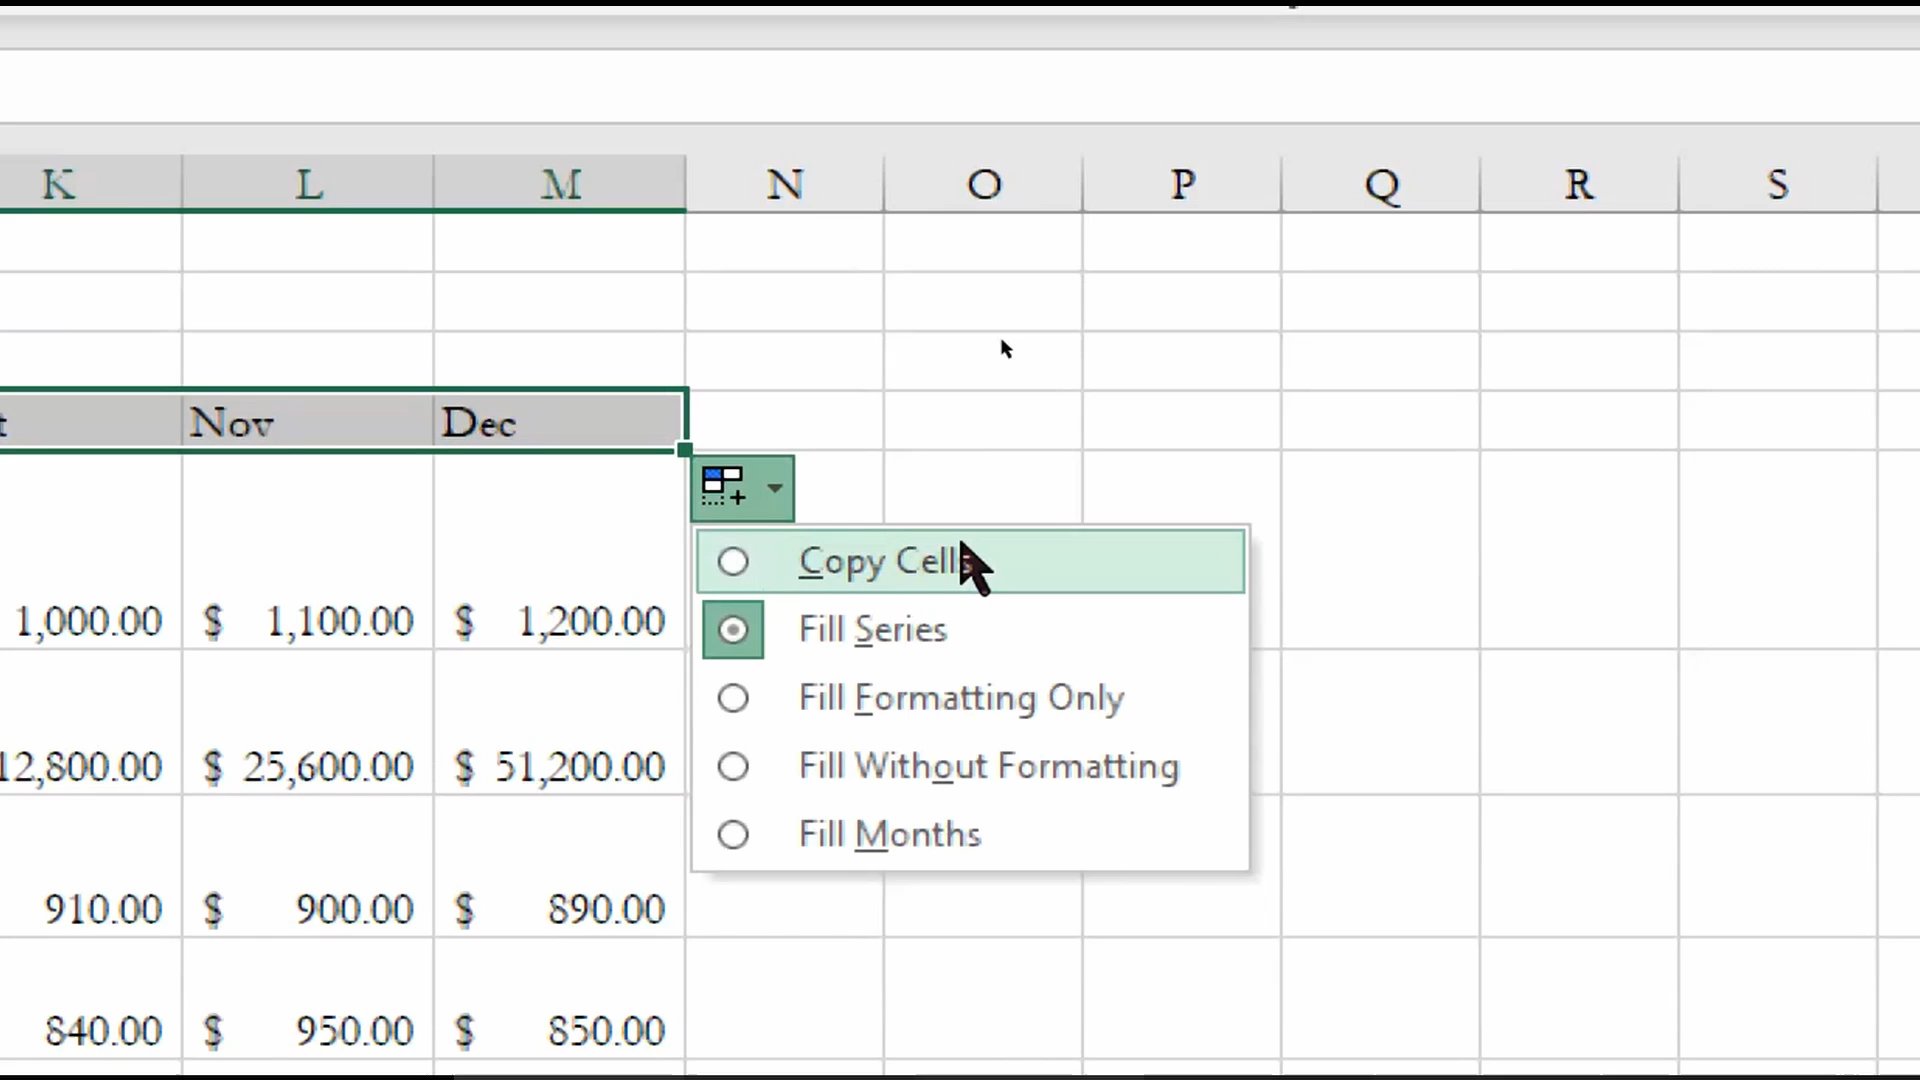 K L M N O P Q R S
t Nov Dec
Copy Cells
1,000.00 $ 1,100.00 $ 1,200.00
Fill Series
Fill Formatting Only
12,800.00 $ 25,600.00 $ 51,200.00
Fill Without Formatting
Fill Months
910.00 $ 900.00 $ 890.00
840.00 $ 950.00 $ 850.00